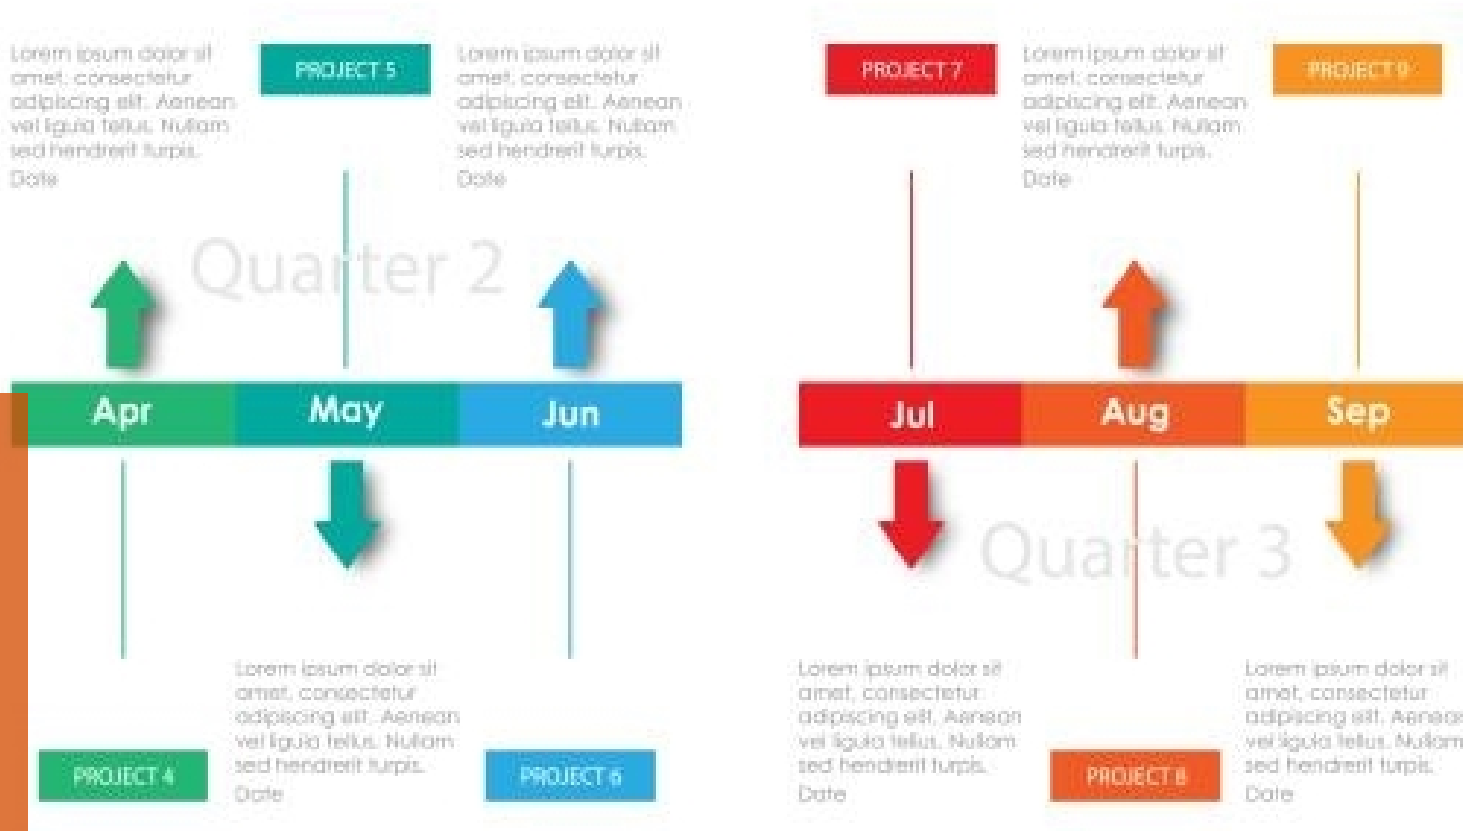 Lorem ipsum dolor sit
amet, consectetur
adipiscing elit. Aenean
vel ligula tellus. Nullam
sed hendrerit turpis.
Date
PROJECT 5
Lorem ipsum dolor sit
amet, consectetur
adipiscing elit. Aenean
vel ligula tellus. Nullam
sed hendrerit turpis.
Date
PROJECT 7
Lorem ipsum dolor sit
amet, consectetur
adipiscing elit. Aenean
vel ligula tellus. Nullam
sed hendrerit turpis.
Date
PROJECT 9
Quarter 2
Apr
May
Jun
Jul
Aug
Sep
Quarter 3
PROJECT 4
Lorem ipsum dolor sit
amet, consectetur
adipiscing elit. Aenean
vel ligula tellus. Nullam
sed hendrerit turpis.
Date
PROJECT 6
Lorem ipsum dolor sit
amet, consectetur
adipiscing elit. Aenean
vel ligula tellus. Nullam
sed hendrerit turpis.
Date
PROJECT 8
Lorem ipsum dolor sit
amet, consectetur
adipiscing elit. Aenean
vel ligula tellus. Nullam
sed hendrerit turpis.
Date